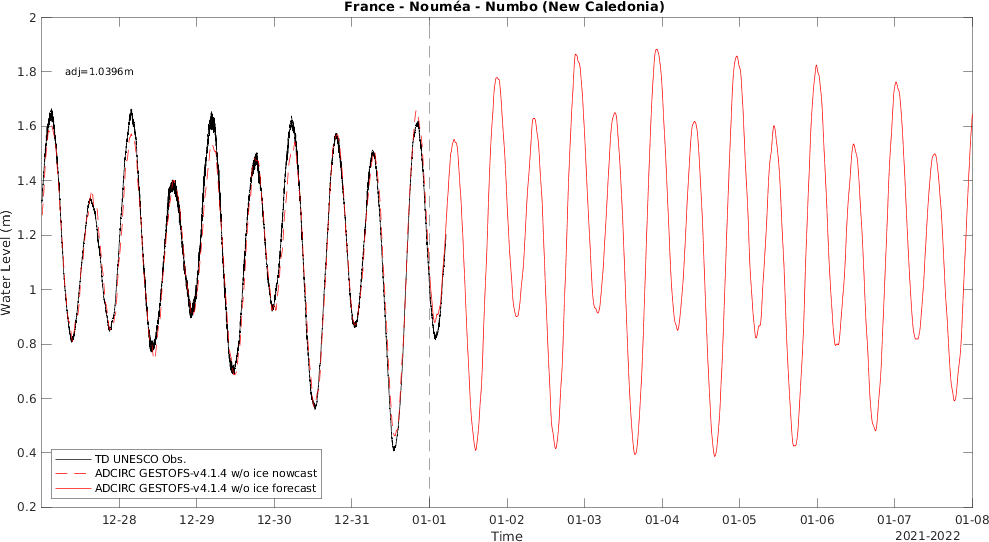 France - Nouméa - Numbo (New Caledonia)
2
1.8
1.6
1.4
1.2
1
0.8
0.6
0.4
0.2
Water Level (m)
adj=1.0396m
TD UNESCO Obs.
ADCIRC GESTOFS-v4.1.4 w/o ice nowcast
ADCIRC GESTOFS-v4.1.4 w/o ice forecast
12-28 12-29 12-30 12-31 01-01 01-02 01-03 01-04 01-05 01-06 01-07 01-08
Time
2021-2022